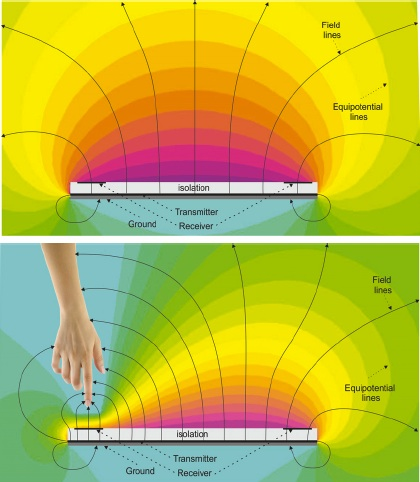 Field
lines
Equipotential
lines
isolation
Transmitter
Ground
Receiver
Field
lines
Equipotential
lines
isolation
Transmitter
Ground
Receiver